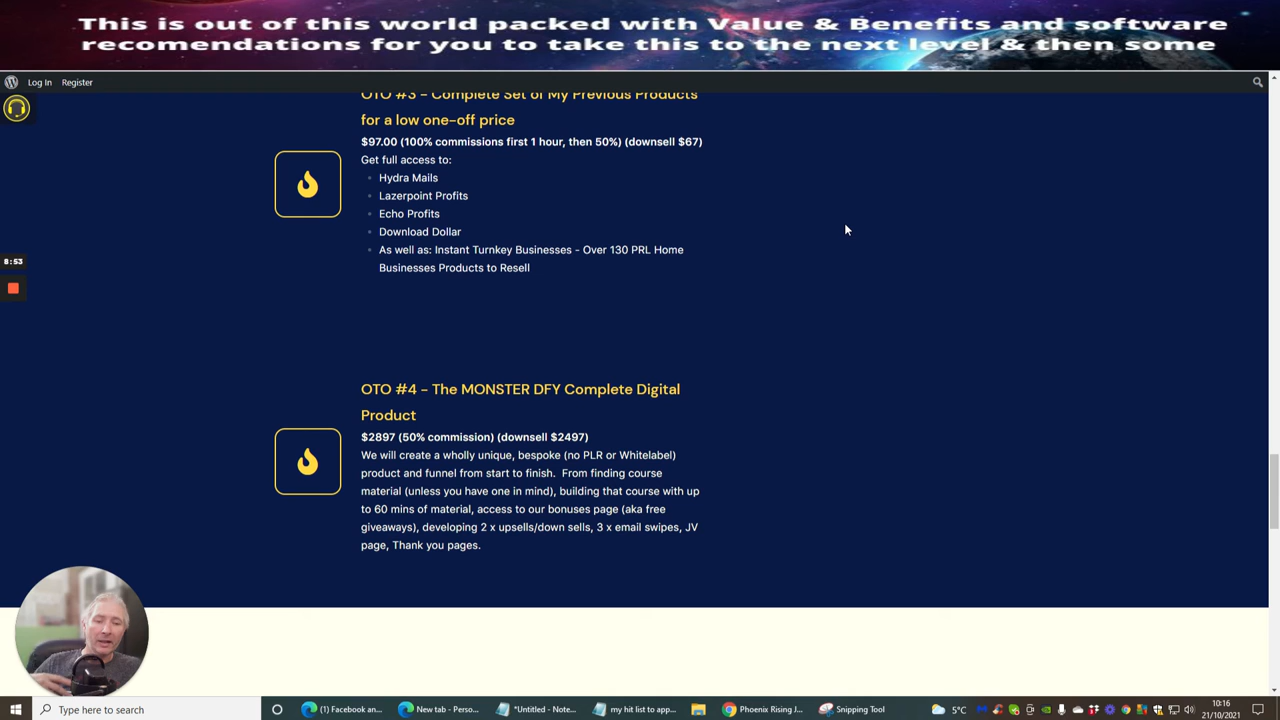 This is out of this world packed with Value & Benefits and software
recomendations for you to take this to the next level & then some
Log In Register
OTO #3 - Complete Set of My Previous Products
for a low one-off price
$97.00 (100% commissions first 1 hour, then 50%) (downsell $67)
Get full access to:
Hydra Mails
Lazerpoint Profits
Echo Profits
Download Dollar
As well as: Instant Turnkey Businesses - Over 130 PRL Home
Businesses Products to Resell
8:53
OTO #4 - The MONSTER DFY Complete Digital
Product
$2897 (50% commission) (downsell $2497)
We will create a wholly unique, bespoke (no PLR or Whitelabel)
product and funnel from start to finish. From finding course
material (unless you have one in mind), building that course with up
to 60 mins of material, access to our bonuses page (aka free
giveaways), developing 2 x upsells/down sells, 3 x email swipes, JV
page, Thank you pages.
Type here to search
(1) Facebook an...
New tab - Perso...
*Untitled - Note...
my hit list to app...
Phoenix Rising J...
Snipping Tool
5°C
10:16
21/10/2021